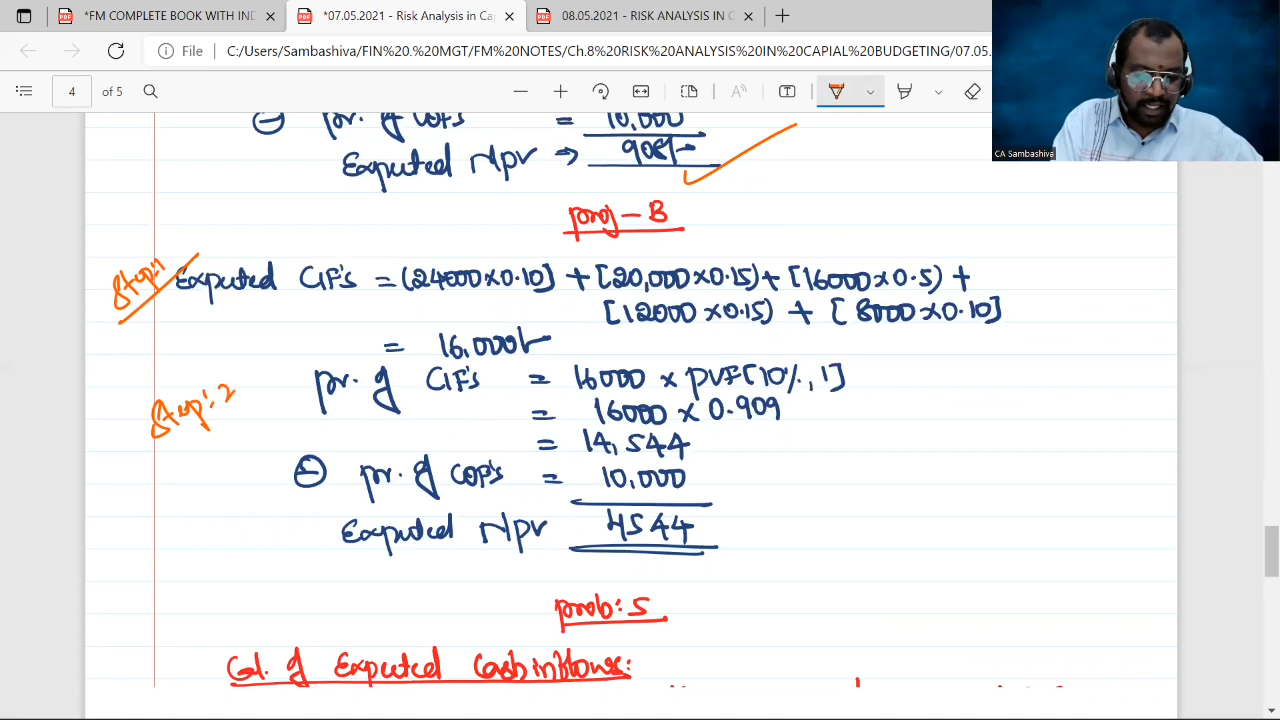 *FM COMPLETE BOOK WITH IND
*07.05.2021 - Risk Analysis in Ca
08.05.2021 - RISK ANALYSIS IN C
File
C:/Users/Sambashiva/FIN%20.%20MGT/FM%20NOTES/Ch.8%20RISK%20ANALYSIS%20IN%20CAPIAL%20BUDGETING/07.05.
4 of 5
CA Sambashiva
⊖ pr. of COFs = 10,000
Expected Npv ⇒
proj - B
Step:1 Expected CIF's = [24000 x 0.10] + [20,000 x 0.15) + [16000 x 0.5) +
[12000 x 0.15) + [8000 x 0.10]
= 16,000
pr. of CIF's = 16000 x PVF[10%, 1]
Step:2
= 16000 x 0.909
= 14,544
⊖ pr. of COF's = 10,000
Expected Npv 4544
prob: 5
Cal. of Expected Cash inflows: